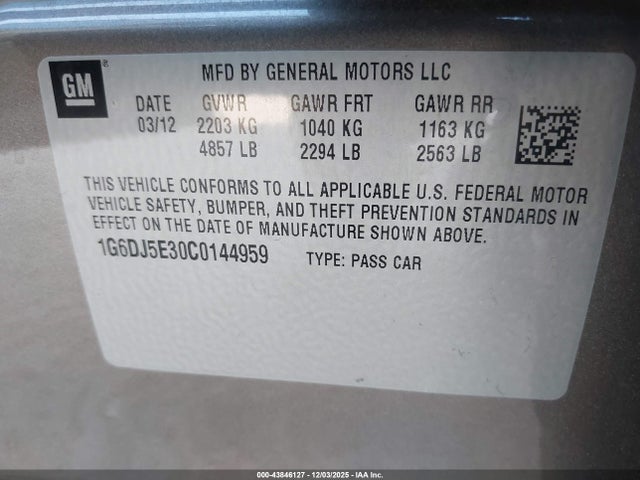 GM
MFD BY GENERAL MOTORS LLC
DATE GVWR GAWR FRT GAWR RR
03/12 2203 KG 1040 KG 1163 KG
4857 LB 2294 LB 2563 LB
THIS VEHICLE CONFORMS TO ALL APPLICABLE U.S. FEDERAL MOTOR
VEHICLE SAFETY, BUMPER, AND THEFT PREVENTION STANDARDS IN
EFFECT ON THE DATE OF MANUFACTURE SHOWN ABOVE.
1G6DJ5E30C0144959 TYPE: PASS CAR
000-43846127 - 12/03/2025 - IAA Inc.